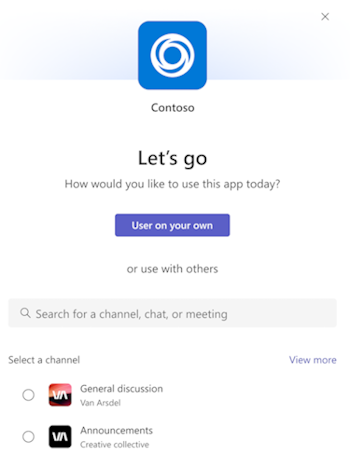 Contoso
Let's go
How would you like to use this app today?
User on your own
or use with others
Search for a channel, chat, or meeting
Select a channel
View more
VA
General discussion
Van Arsdel
VA
Announcements
Creative collective